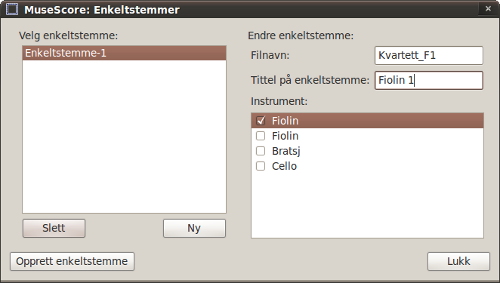 MuseScore: Enkeltstemmer
Velg enkeltstemme:
Enkeltstemme-1
Slett
Ny
Endre enkeltstemme:
Filnavn: Kvartett_F1
Tittel på enkeltstemme: Fiolin 1
Instrument:
Fiolin
Fiolin
Bratsj
Cello
Opprett enkeltstemme
Lukk